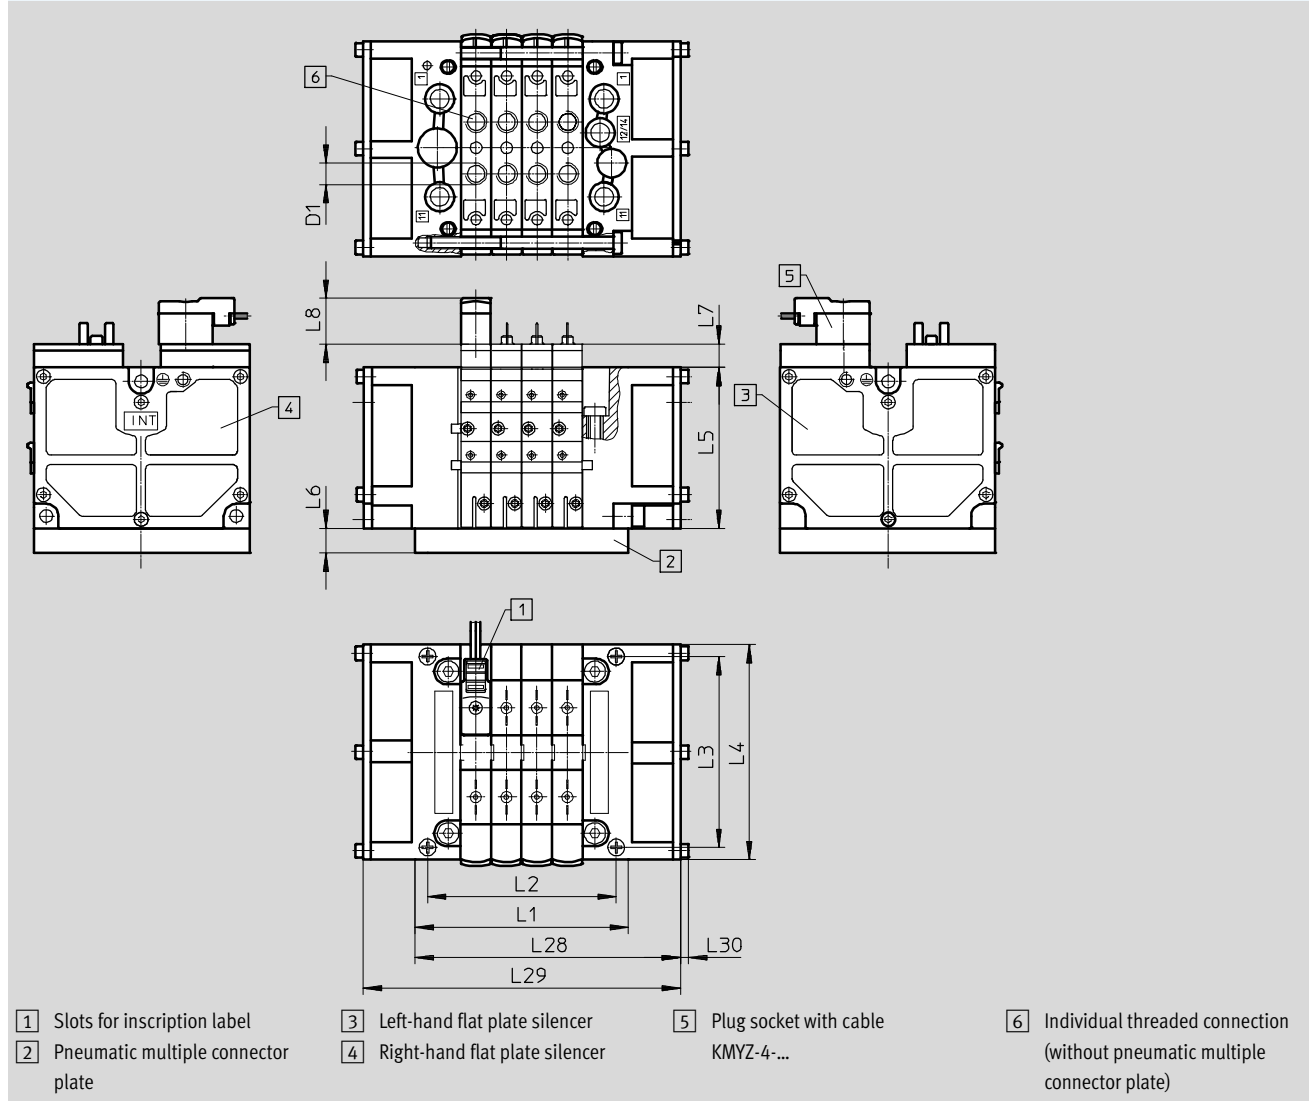 6
1
1
12/14
11
11
D1
5
L8
L7
INT
4
3
L5
L6
2
1
L3
L4
L2
L1
L28
L30
L29
1 Slots for inscription label
2 Pneumatic multiple connector
plate
3 Left-hand flat plate silencer
4 Right-hand flat plate silencer
5 Plug socket with cable
KMYZ-4-...
6 Individual threaded connection
(without pneumatic multiple
connector plate)